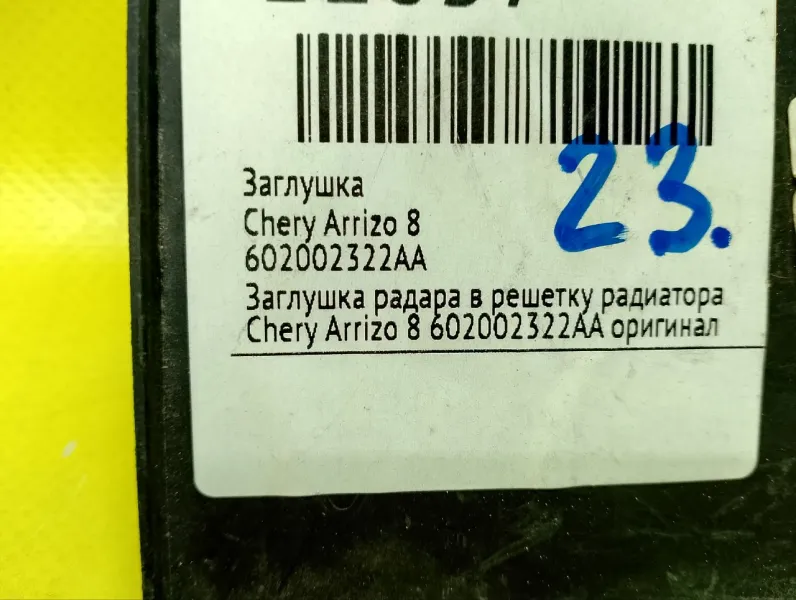 Заглушка
Chery Arrizo 8
602002322AA
Заглушка радара в решетку радиатора
Chery Arrizo 8 602002322AA оригинал
23.